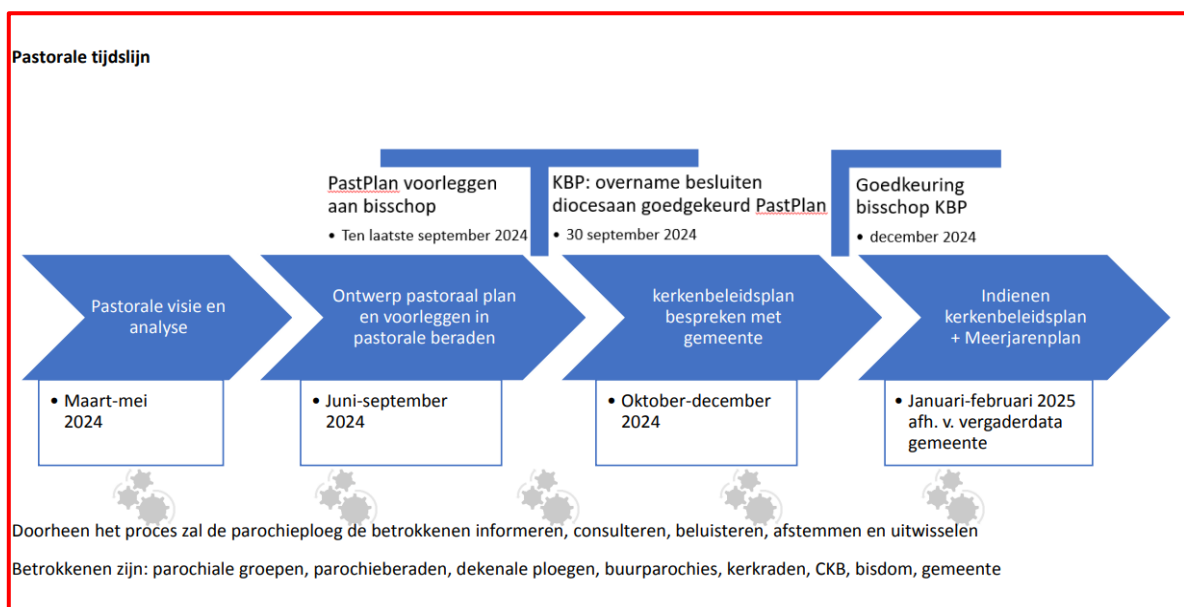 Pastorale tijdslijn
PastPlan voorleggen
aan bisschop
• Ten laatste september 2024
KBP: overname besluiten
diocesaan goedgekeurd PastPlan
• 30 september 2024
Goedkeuring
bisschop KBP
• december 2024
Pastorale visie en
analyse
Ontwerp pastoraal plan
en voorleggen in
pastorale beraden
kerkenbeleidsplan
bespreken met
gemeente
Indienen
kerkenbeleidsplan
+ Meerjarenplan
• Maart-mei
2024
• Juni-september
2024
• Oktober-december
2024
• Januari-februari 2025
afh. v. vergaderdata
gemeente
Doorheen het proces zal de parochieploeg de betrokkenen informeren, consulteren, beluisteren, afstemmen en uitwisselen
Betrokkenen zijn: parochiale groepen, parochieberaden, dekenale ploegen, buurparochies, kerkraden, CKB, bisdom, gemeente